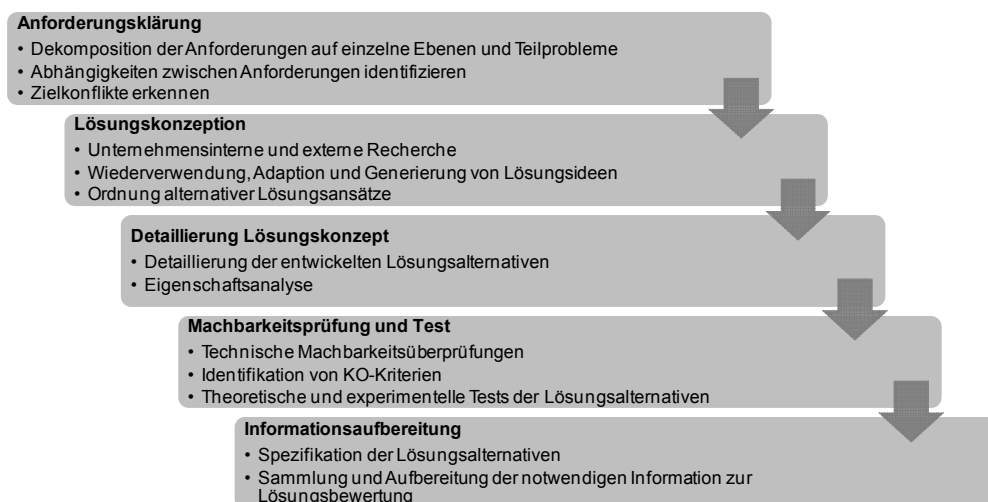 Anforderungsklärung
• Dekomposition der Anforderungen auf einzelne Ebenen und Teilprobleme
• Abhängigkeiten zwischen Anforderungen identifizieren
• Zielkonflikte erkennen
Lösungskonzeption
• Unternehmensinterne und externe Recherche
• Wiederverwendung, Adaption und Generierung von Lösungsideen
• Ordnung alternativer Lösungsansätze
Detaillierung Lösungskonzept
• Detaillierung der entwickelten Lösungsalternativen
• Eigenschaftsanalyse
Machbarkeitsprüfung und Test
• Technische Machbarkeitsüberprüfungen
• Identifikation von KO-Kriterien
• Theoretische und experimentelle Tests der Lösungsalternativen
Informationsaufbereitung
• Spezifikation der Lösungsalternativen
• Sammlung und Aufbereitung der notwendigen Information zur
Lösungsbewertung